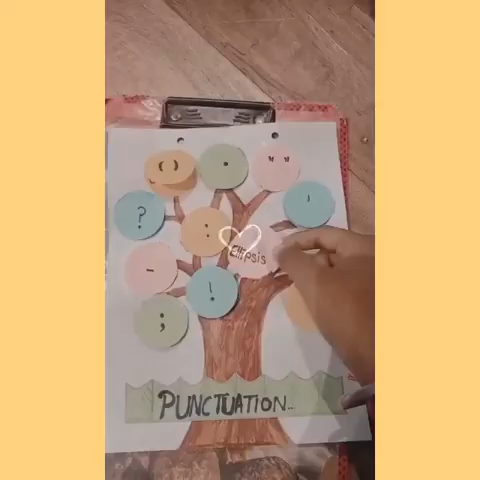 ( ) . " "
? : '
Ellipsis
- !
;
PUNCTUATION...